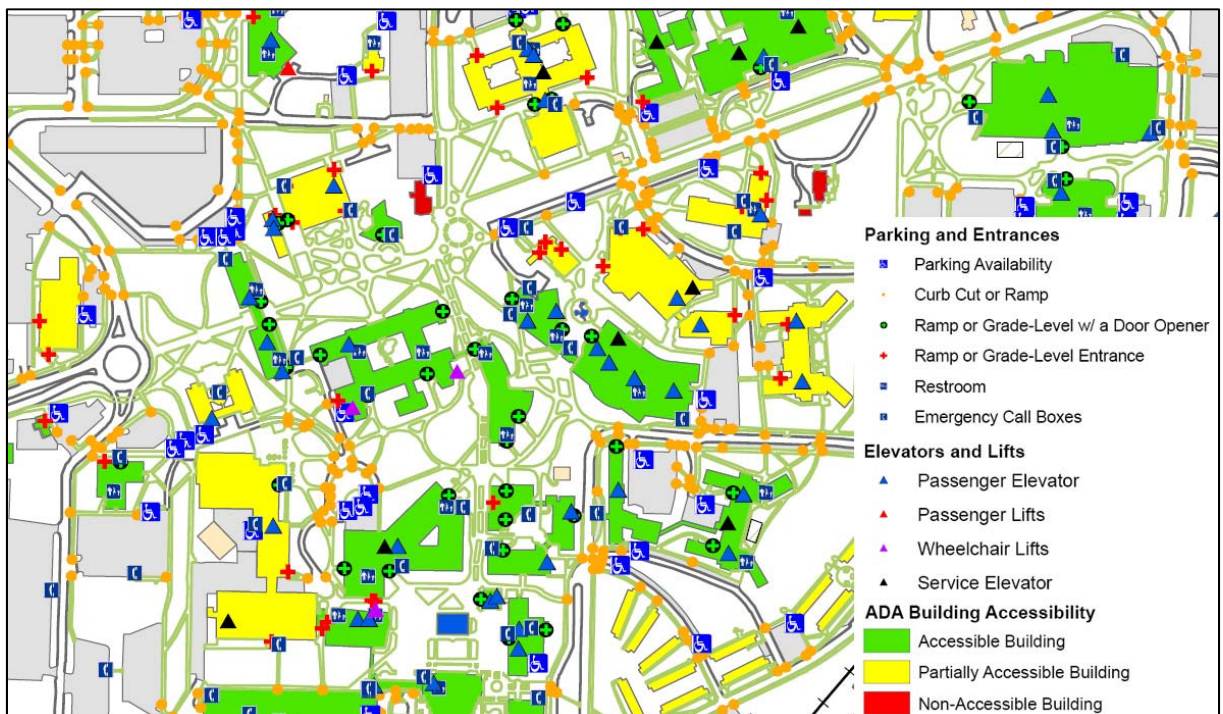 Parking and Entrances
Parking Availability
Curb Cut or Ramp
Ramp or Grade-Level w/ a Door Opener
Ramp or Grade-Level Entrance
Restroom
Emergency Call Boxes
Elevators and Lifts
Passenger Elevator
Passenger Lifts
Wheelchair Lifts
Service Elevator
ADA Building Accessibility
Accessible Building
Partially Accessible Building
Non-Accessible Building